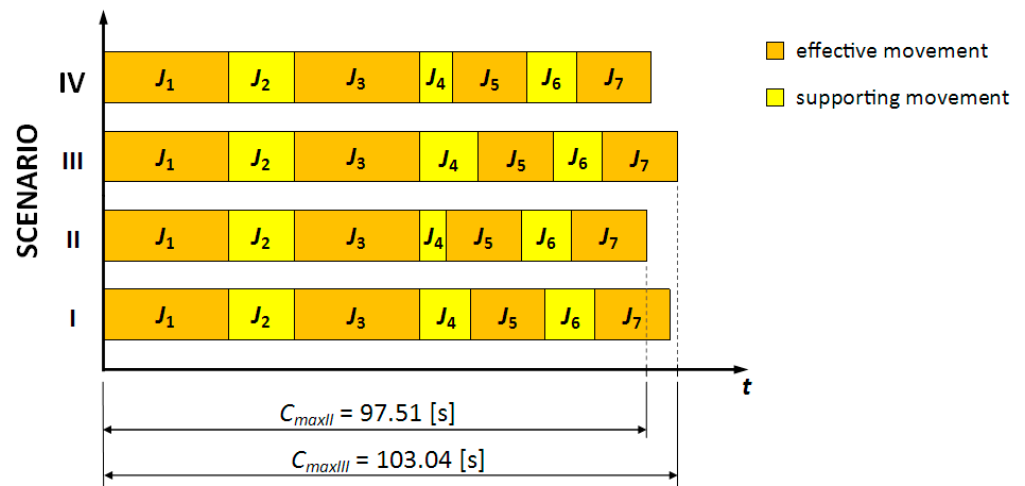 effective movement
supporting movement
SCENARIO
IV
J1 J2 J3 J4 J5 J6 J7
III
J1 J2 J3 J4 J5 J6 J7
II
J1 J2 J3 J4 J5 J6 J7
I
J1 J2 J3 J4 J5 J6 J7
t
CmaxII = 97.51 [s]
CmaxIII = 103.04 [s]